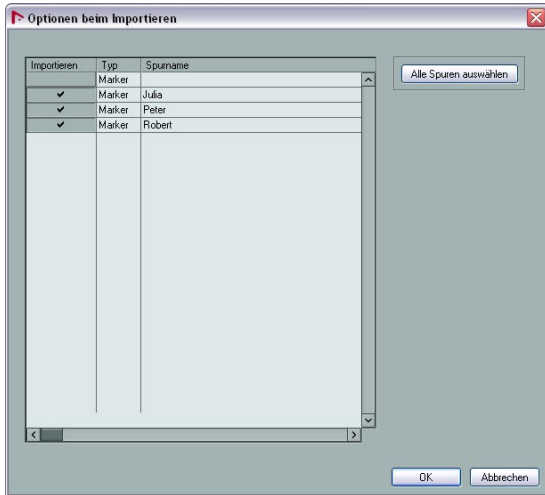 Optionen beim Importieren
Importieren Typ Spurname
Marker
Marker Julia
Marker Peter
Marker Robert
Alle Spuren auswählen
OK Abbrechen